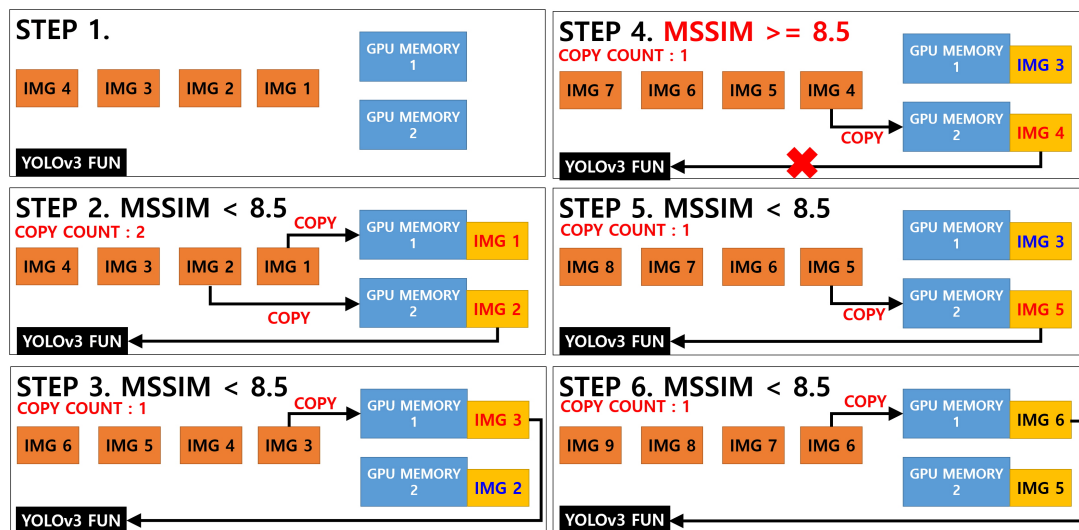 STEP 1.
GPU MEMORY
1
IMG 4 IMG 3 IMG 2 IMG 1
GPU MEMORY
2
YOLOv3 FUN
STEP 2. MSSIM < 8.5
COPY COUNT : 2
COPY
GPU MEMORY
1
IMG 1
IMG 4 IMG 3 IMG 2 IMG 1
COPY
GPU MEMORY
2
IMG 2
YOLOv3 FUN
STEP 3. MSSIM < 8.5
COPY COUNT : 1
COPY
GPU MEMORY
1
IMG 3
IMG 6 IMG 5 IMG 4 IMG 3
GPU MEMORY
2
IMG 2
YOLOv3 FUN
STEP 4. MSSIM >= 8.5
COPY COUNT : 1
GPU MEMORY
1
IMG 3
IMG 7 IMG 6 IMG 5 IMG 4
COPY
GPU MEMORY
2
IMG 4
YOLOv3 FUN
STEP 5. MSSIM < 8.5
COPY COUNT : 1
GPU MEMORY
1
IMG 3
IMG 8 IMG 7 IMG 6 IMG 5
COPY
GPU MEMORY
2
IMG 5
YOLOv3 FUN
STEP 6. MSSIM < 8.5
COPY COUNT : 1
COPY
GPU MEMORY
1
IMG 6
IMG 9 IMG 8 IMG 7 IMG 6
GPU MEMORY
2
IMG 5
YOLOv3 FUN